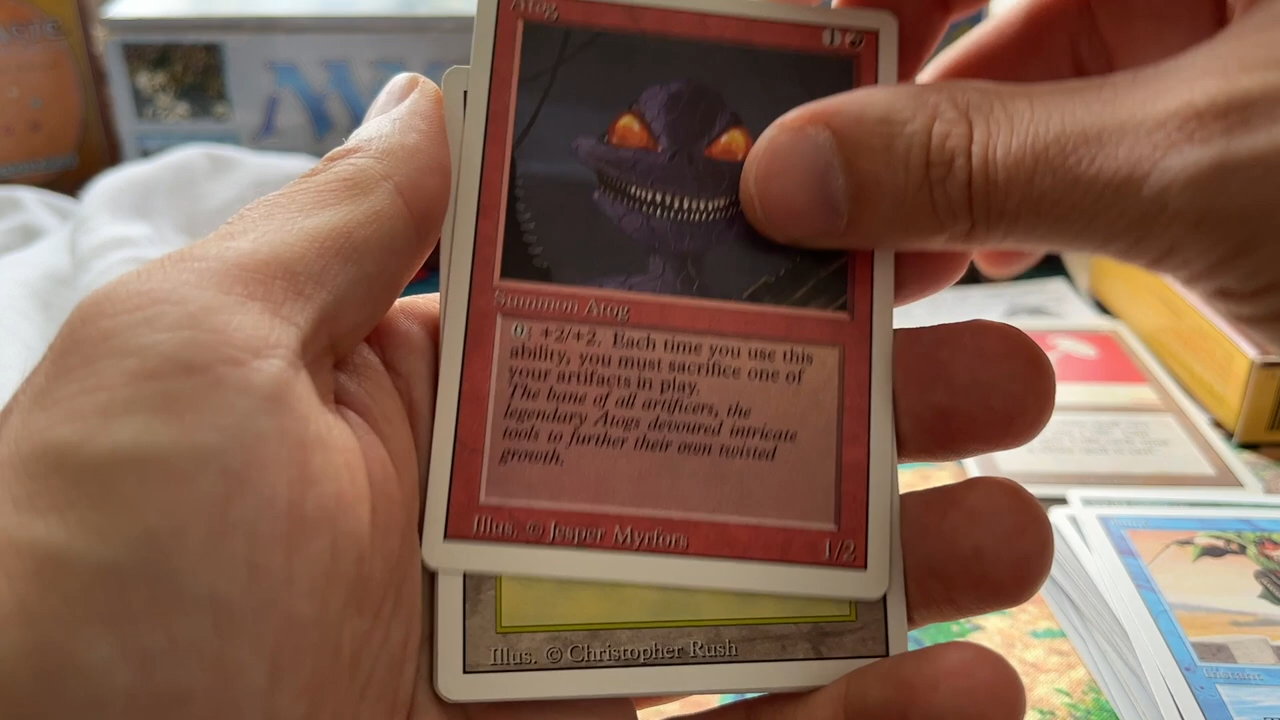 Atog
1
Summon Atog
0: +2/+2. Each time you use this
ability, you must sacrifice one of
your artifacts in play.
The bane of all artificers, the
legendary Atogs devoured intricate
tools to further their own twisted
growth.
Illus. © Jesper Myrfors
1/2
Illus. © Christopher Rush